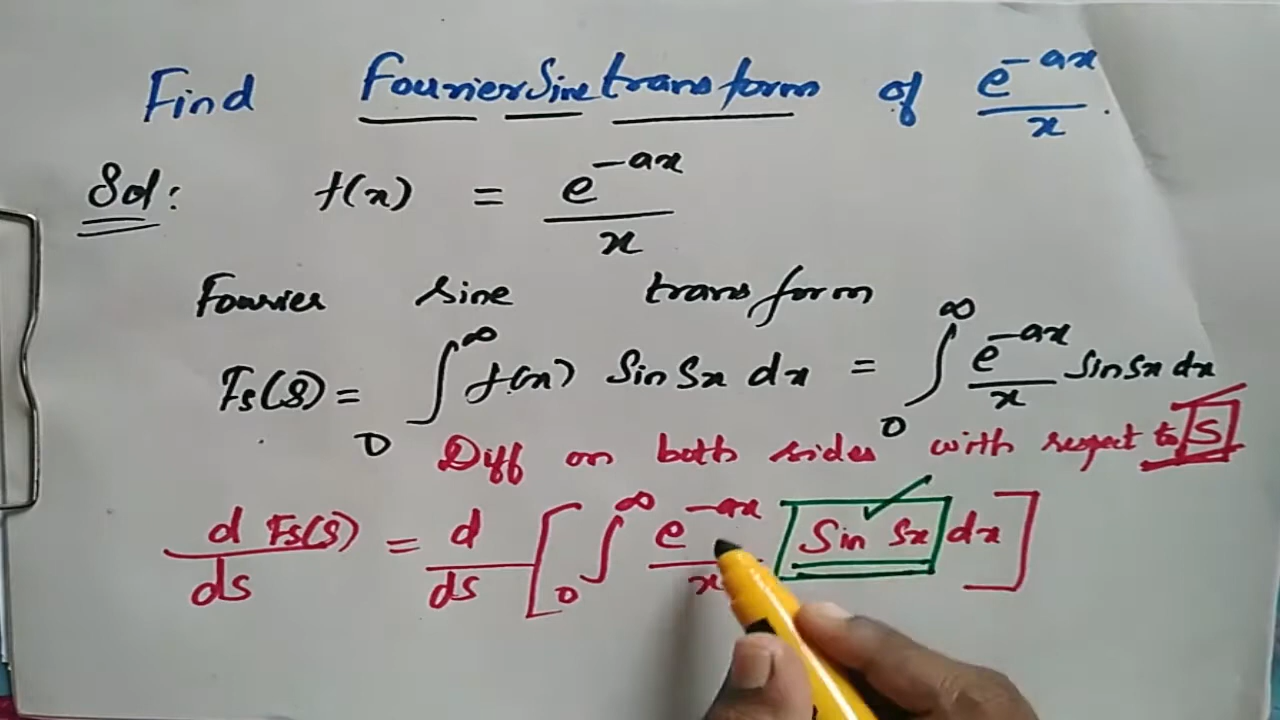 Find Fourier Sine transform of e^{-ax}/x.
Sol: f(x) = e^{-ax}/x
Fourier sine transform
Fs(s) = ∫_0^∞ f(x) Sin Sx dx = ∫_0^∞ e^{-ax}/x Sin Sx dx
Diff on both sides with respect to S
d Fs(s)/ds = d/ds [∫_0^∞ e^{-ax}/x Sin Sx dx]